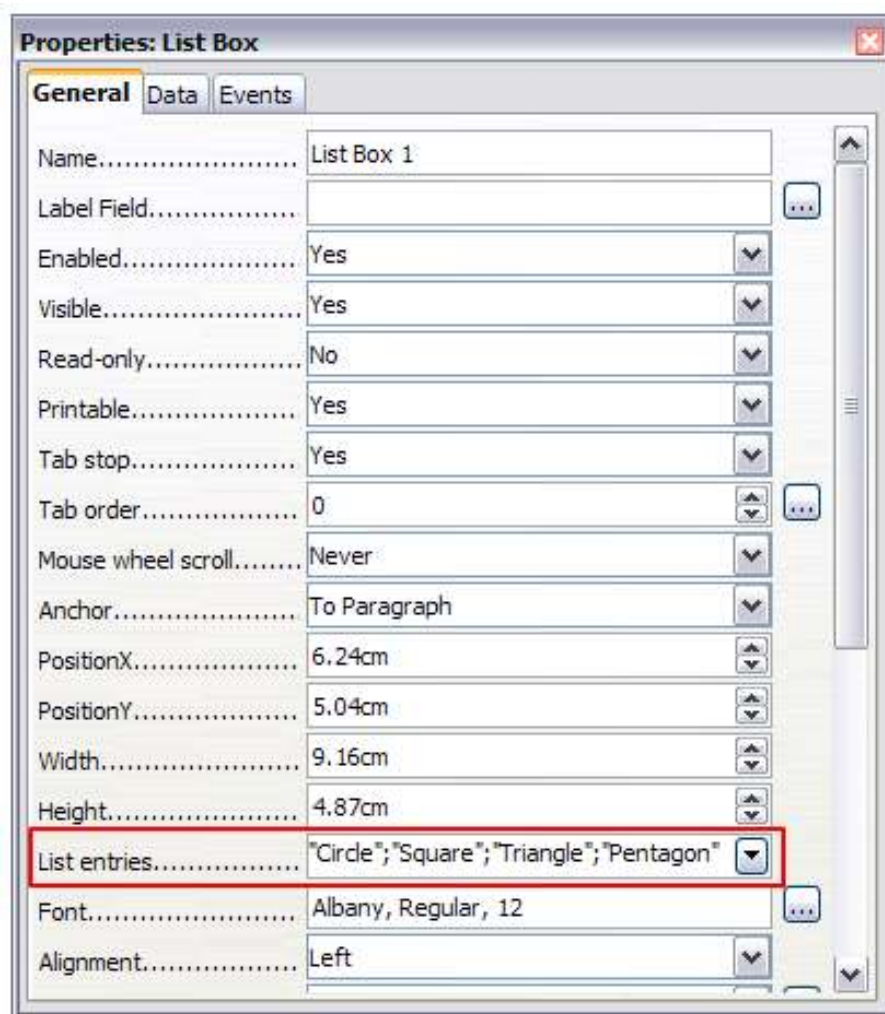 Properties: List Box
General Data Events
Name....................... List Box 1
Label Field................. ...
Enabled.................... Yes
Visible...................... Yes
Read-only.................. No
Printable................... Yes
Tab stop................... Yes
Tab order.................. 0 ...
Mouse wheel scroll........ Never
Anchor..................... To Paragraph
PositionX................... 6.24cm
PositionY................... 5.04cm
Width....................... 9.16cm
Height...................... 4.87cm
List entries................. "Circle";"Square";"Triangle";"Pentagon"
Font........................ Albany, Regular, 12 ...
Alignment.................. Left